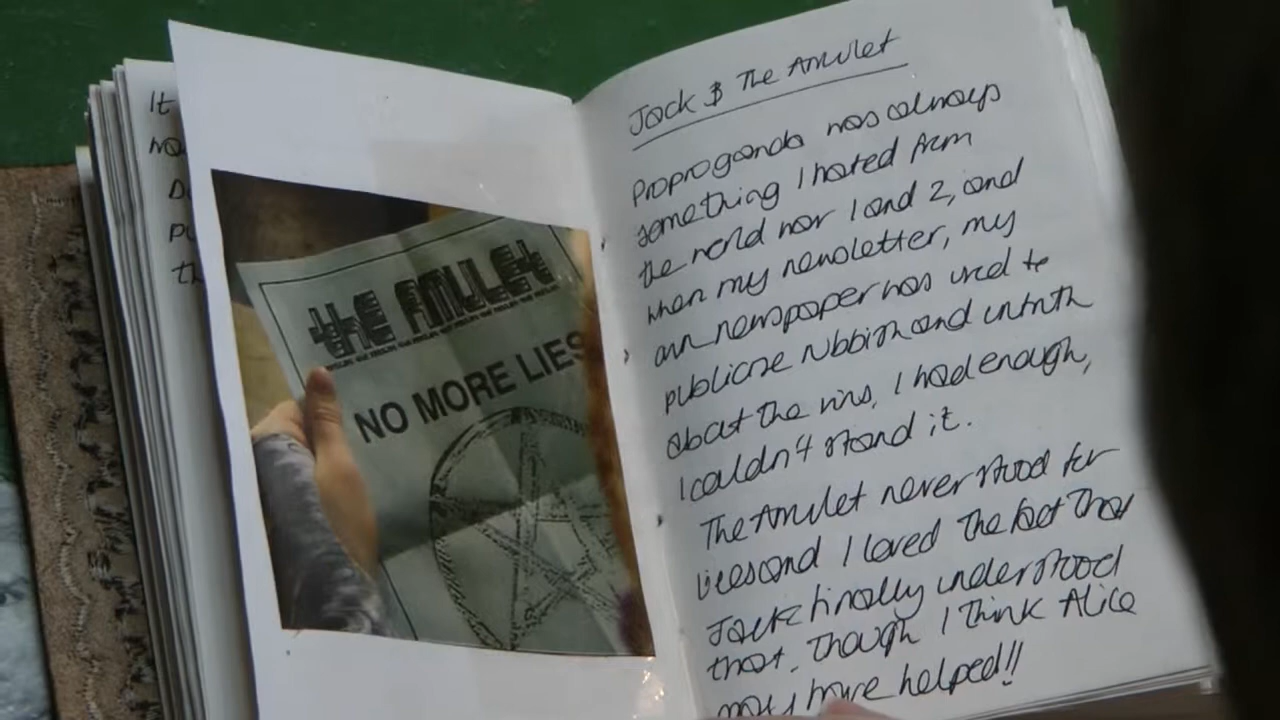 It
Jack & The Amulet
Proproganda was always
something I hated from
the world war 1 and 2, and
when my newsletter, my
own newspaper was used to
publicise rubbish and untruth
about the virus, I had enough,
I couldn't stand it.
The Amulet never stood for
lies and I loved the fact that
Jack finally understood
that. Though I think Alice
may have helped!!
the AMULET
NO MORE LIES